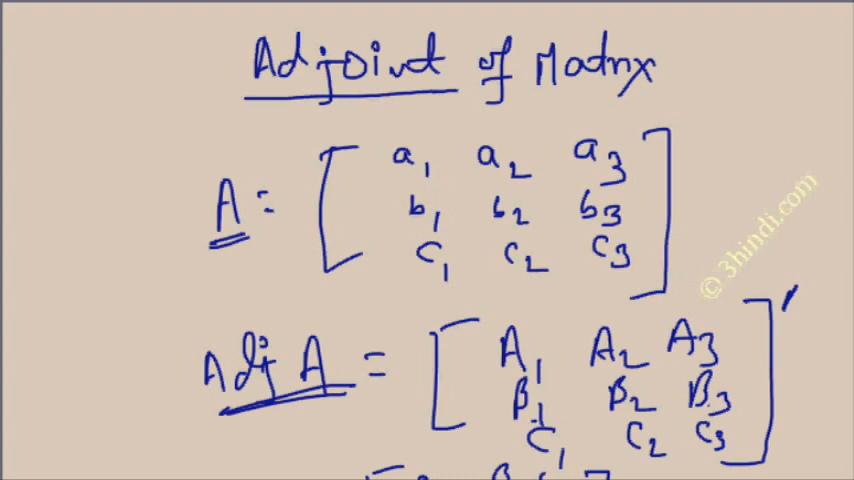 Adjoint of Matrix
A = [ a₁ a₂ a₃
b₁ b₂ b₃
c₁ c₂ c₃ ]
© 3hindi.com
Adj A = [ A₁ A₂ A₃
B₁ B₂ B₃
C₁ C₂ C₃ ]'